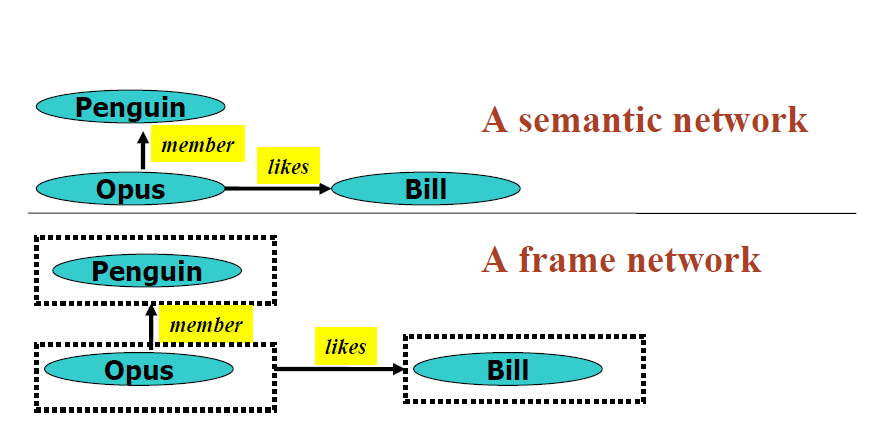 Penguin
A semantic network
member
likes
Opus
Bill
A frame network
Penguin
member
likes
Opus
Bill